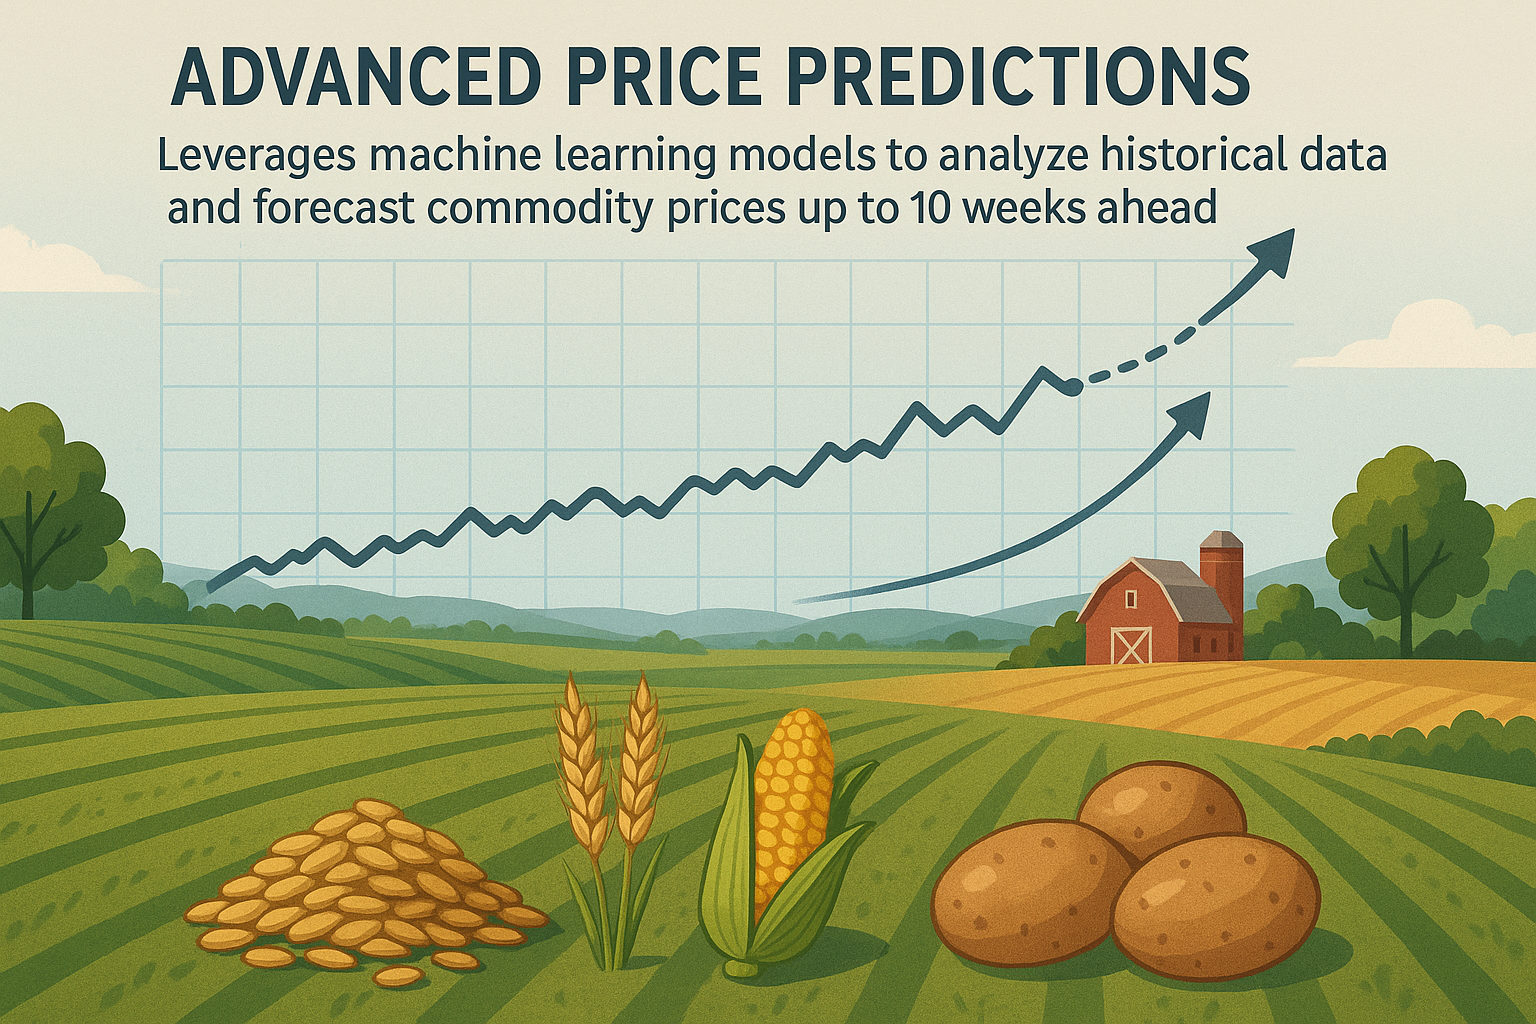 ADVANCED PRICE PREDICTIONS
Leverages machine learning models to analyze historical data
and forecast commodity prices up to 10 weeks ahead